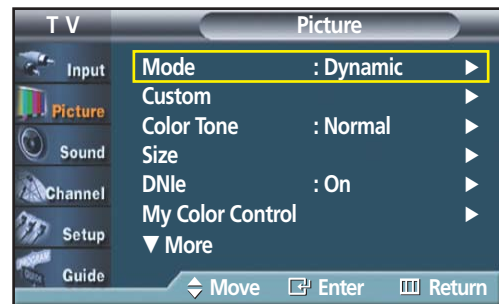 TV Picture
Input
Picture
Sound
Channel
Setup
Guide
Mode : Dynamic ▶
Custom ▶
Color Tone : Normal ▶
Size ▶
DNIe : On ▶
My Color Control ▶
▼ More
Move Enter Return